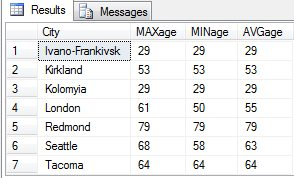 Results Messages
City MAXage MINage AVGage
1 Ivano-Frankivsk 29 29 29
2 Kirkland 53 53 53
3 Kolomyia 29 29 29
4 London 61 50 55
5 Redmond 79 79 79
6 Seattle 68 58 63
7 Tacoma 64 64 64